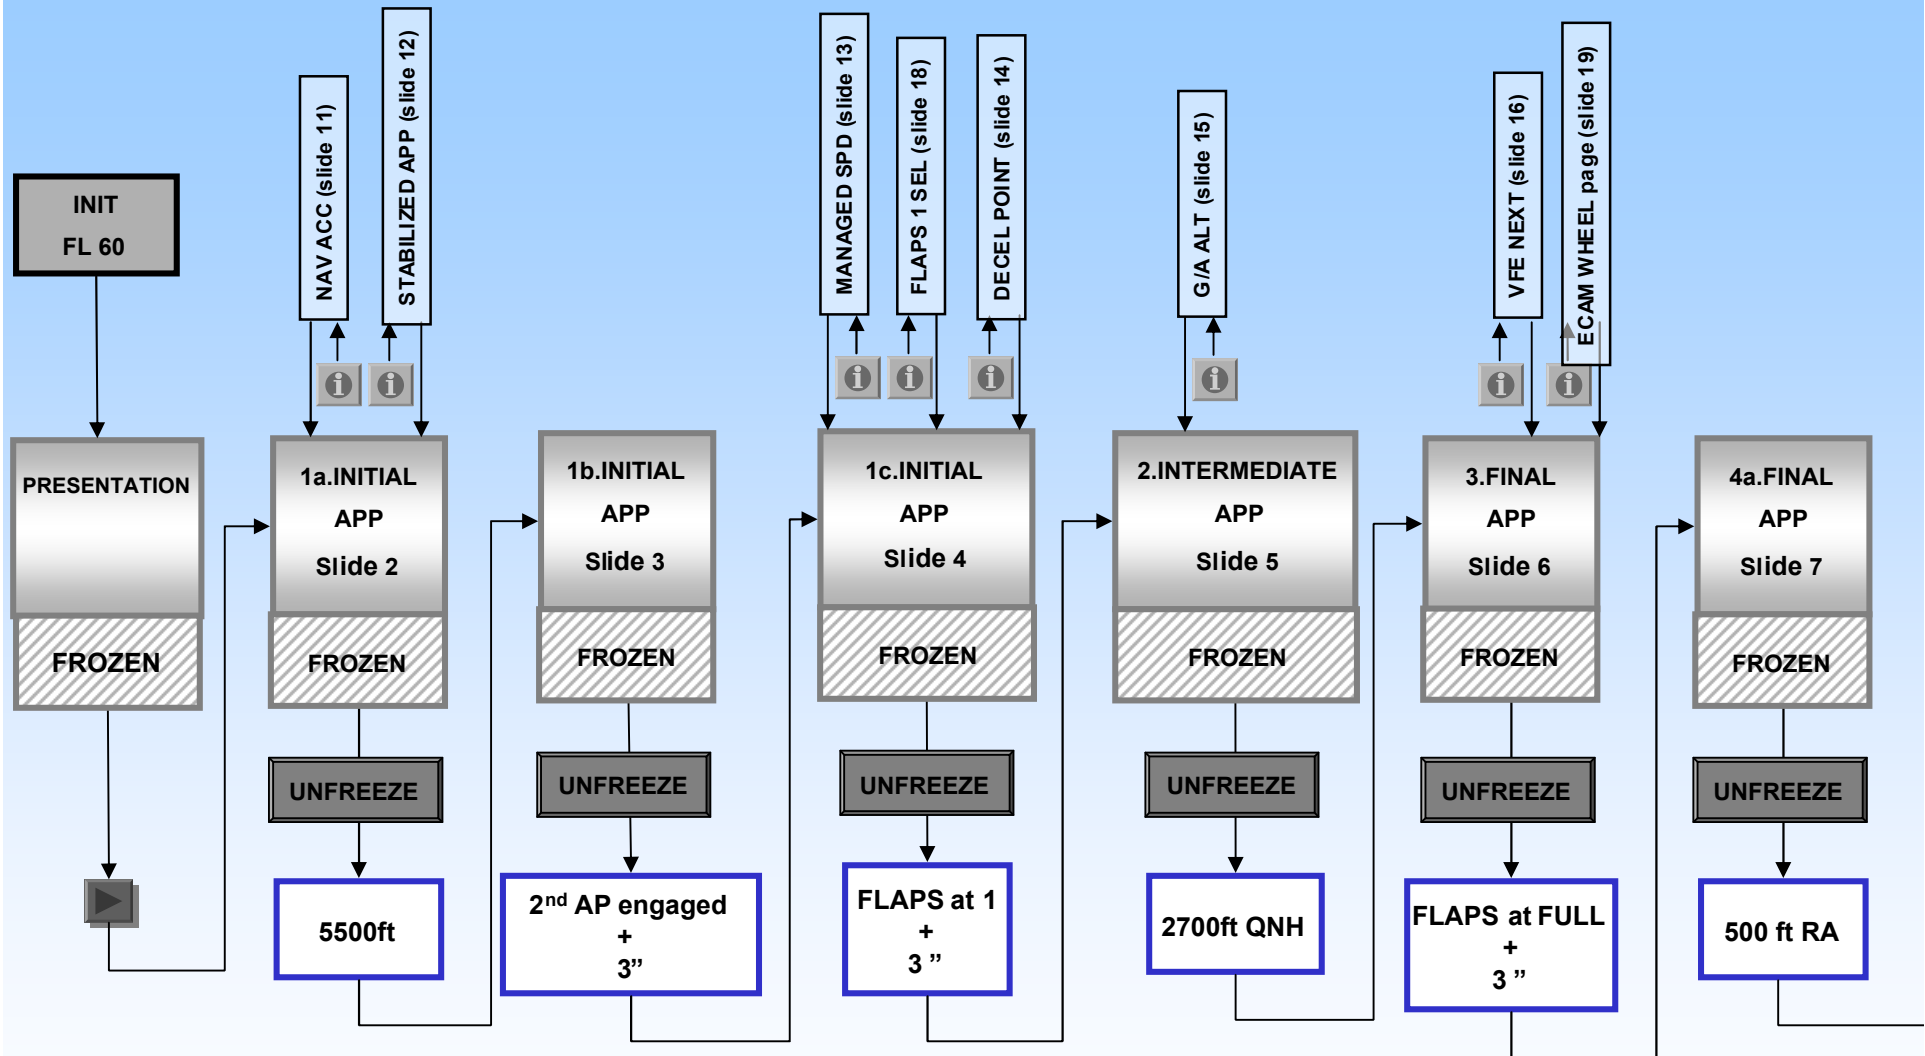 NAV ACC (slide 11)
STABILIZED APP (slide 12)
MANAGED SPD (slide 13)
FLAPS 1 SEL (slide 18)
DECEL POINT (slide 14)
G/A ALT (slide 15)
VFE NEXT (slide 16)
ECAM WHEEL page (slide 19)
INIT
FL 60
PRESENTATION
FROZEN
1a.INITIAL
APP
Slide 2
FROZEN
UNFREEZE
5500ft
1b.INITIAL
APP
Slide 3
FROZEN
UNFREEZE
2nd AP engaged
+
3”
1c.INITIAL
APP
Slide 4
FROZEN
UNFREEZE
FLAPS at 1
+
3 ”
2.INTERMEDIATE
APP
Slide 5
FROZEN
UNFREEZE
2700ft QNH
3.FINAL
APP
Slide 6
FROZEN
UNFREEZE
FLAPS at FULL
+
3 ”
4a.FINAL
APP
Slide 7
FROZEN
UNFREEZE
500 ft RA